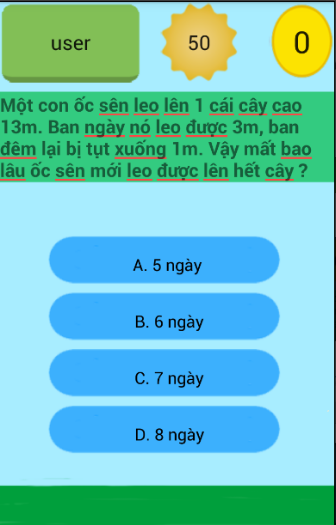 user
50
0
Một con ốc sên leo lên 1 cái cây cao
13m. Ban ngày nó leo được 3m, ban
đêm lại bị tụt xuống 1m. Vậy mất bao
lâu ốc sên mới leo được lên hết cây ?
A. 5 ngày
B. 6 ngày
C. 7 ngày
D. 8 ngày